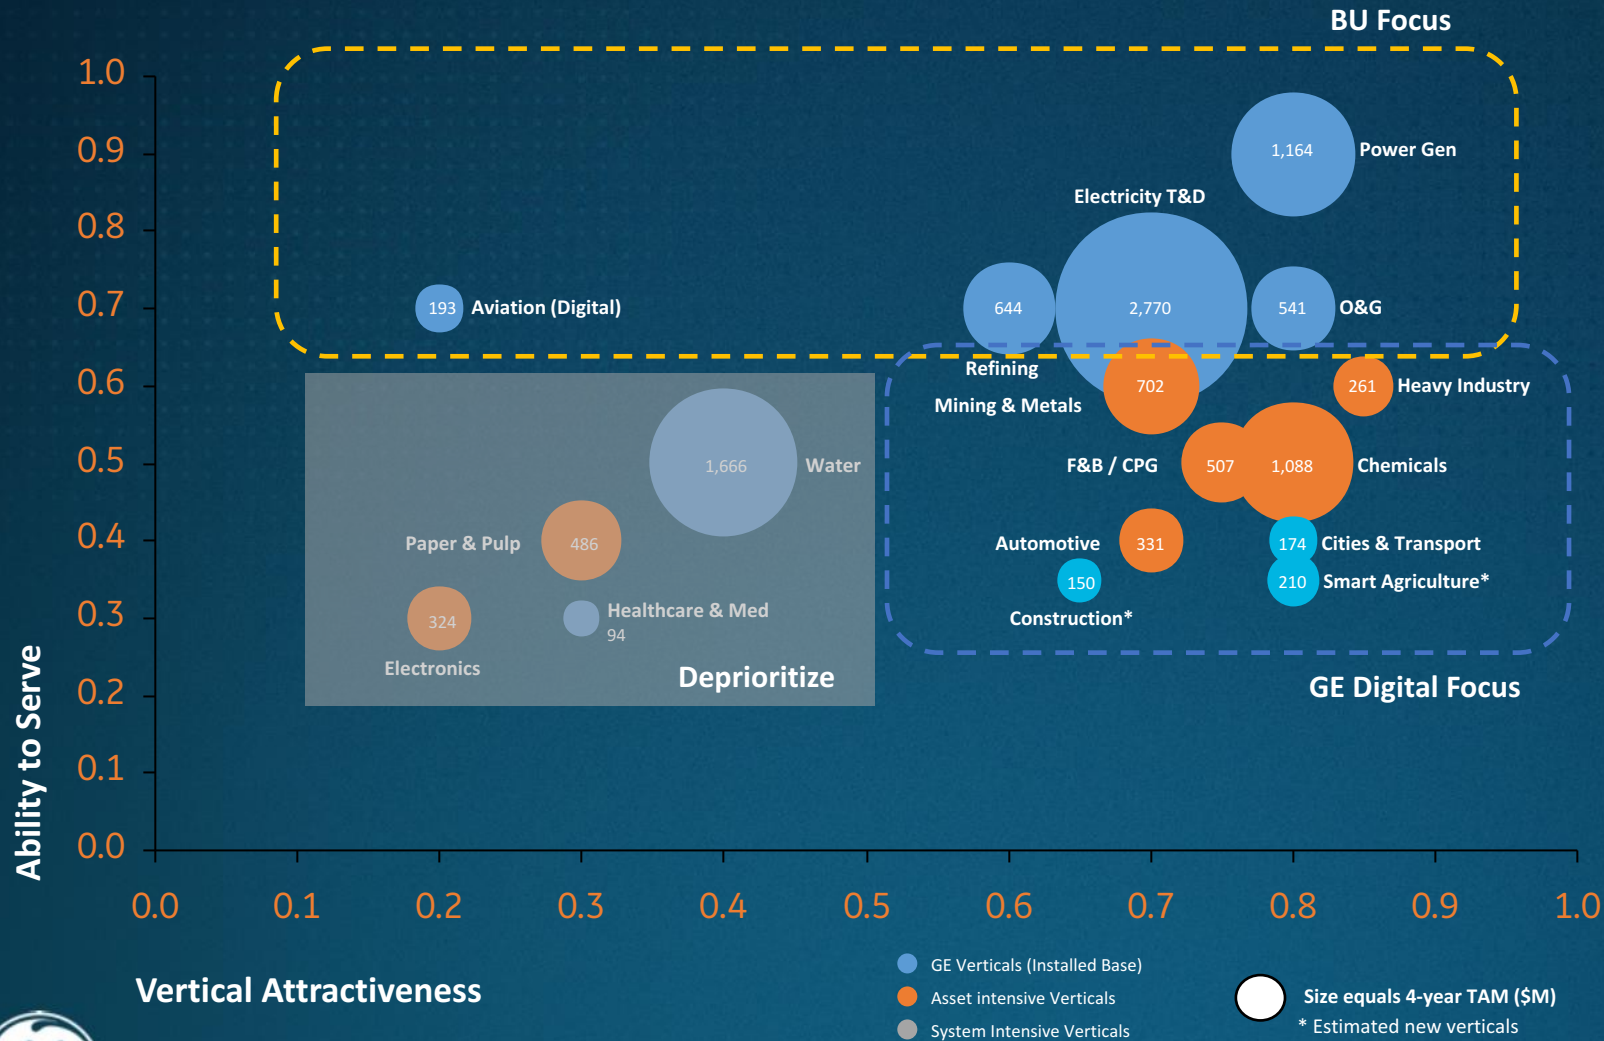 BU Focus
1.0
0.9
0.8
0.7
0.6
0.5
0.4
0.3
0.2
0.1
0.0
Ability to Serve
1,164
Power Gen
Electricity T&D
193
Aviation (Digital)
644
2,770
541
O&G
Refining
Mining & Metals
702
261
Heavy Industry
1,666
Water
F&B / CPG
507
1,088
Chemicals
Paper & Pulp
486
Automotive
331
174
Cities & Transport
150
210
Smart Agriculture*
324
Healthcare & Med
94
Construction*
Electronics
Deprioritize
GE Digital Focus
0.0
0.1
0.2
0.3
0.4
0.5
0.6
0.7
0.8
0.9
1.0
Vertical Attractiveness
GE Verticals (Installed Base)
Asset intensive Verticals
System Intensive Verticals
Size equals 4-year TAM ($M)
* Estimated new verticals